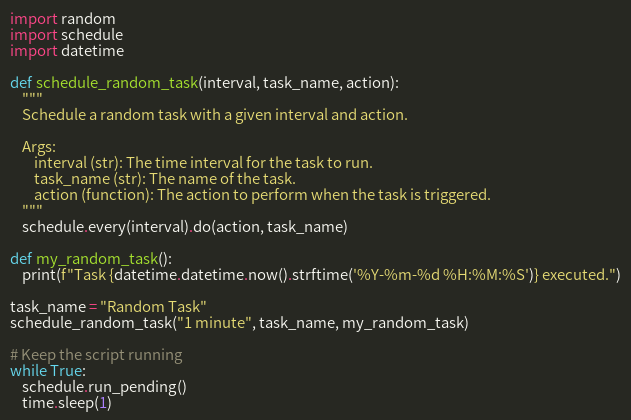 import random
import schedule
import datetime

def schedule_random_task(interval, task_name, action):
    """
    Schedule a random task with a given interval and action.

    Args:
        interval (str): The time interval for the task to run.
        task_name (str): The name of the task.
        action (function): The action to perform when the task is triggered.
    """
    schedule.every(interval).do(action, task_name)

def my_random_task():
    print(f"Task {datetime.datetime.now().strftime('%Y-%m-%d %H:%M:%S')} executed.")

task_name = "Random Task"
schedule_random_task("1 minute", task_name, my_random_task)

# Keep the script running
while True:
    schedule.run_pending()
    time.sleep(1)